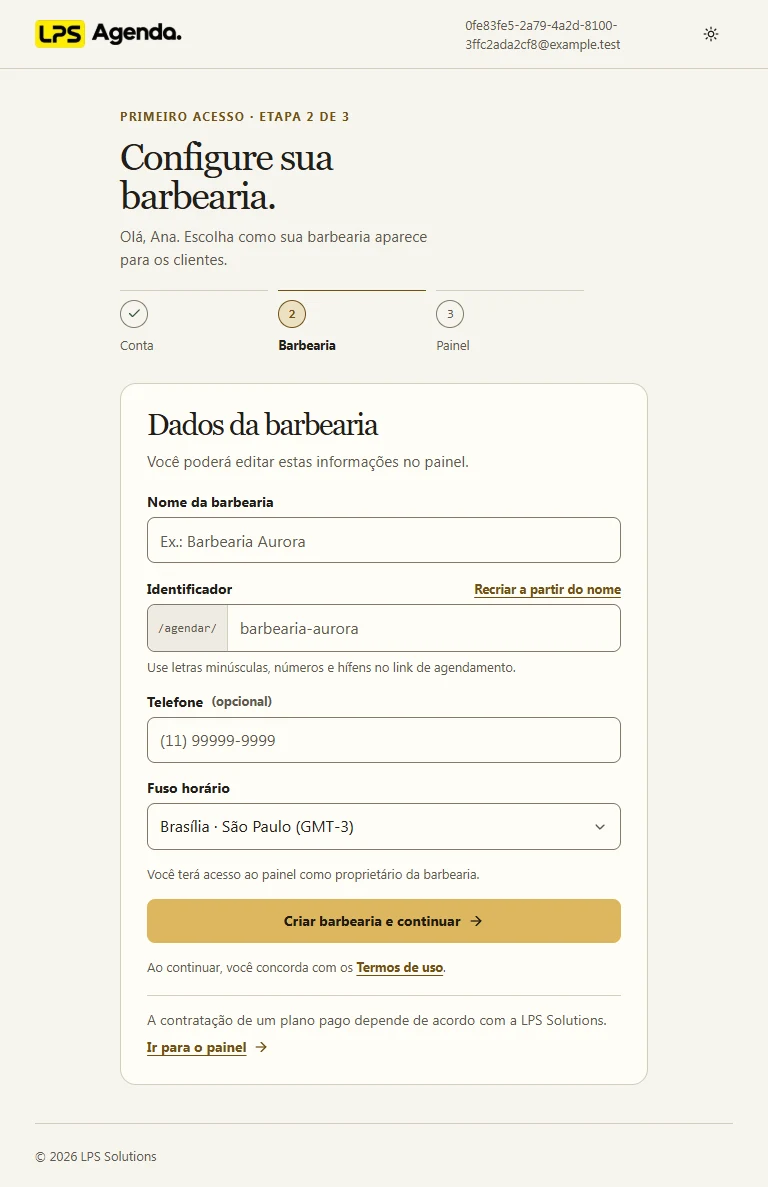 LPS Agenda.
0fe83fe5-2a79-4a2d-8100-
3ffc2ada2cf8@example.test
PRIMEIRO ACESSO · ETAPA 2 DE 3
Configure sua
barbearia.
Olá, Ana. Escolha como sua barbearia aparece
para os clientes.
2
3
Conta
Barbearia
Painel
Dados da barbearia
Você poderá editar estas informações no painel.
Nome da barbearia
Ex.: Barbearia Aurora
Identificador
Recriar a partir do nome
/agendar/
barbearia-aurora
Use letras minúsculas, números e hífens no link de agendamento.
Telefone (opcional)
(11) 99999-9999
Fuso horário
Brasília · São Paulo (GMT-3)
Você terá acesso ao painel como proprietário da barbearia.
Criar barbearia e continuar →
Ao continuar, você concorda com os Termos de uso.
A contratação de um plano pago depende de acordo com a LPS Solutions.
Ir para o painel →
© 2026 LPS Solutions